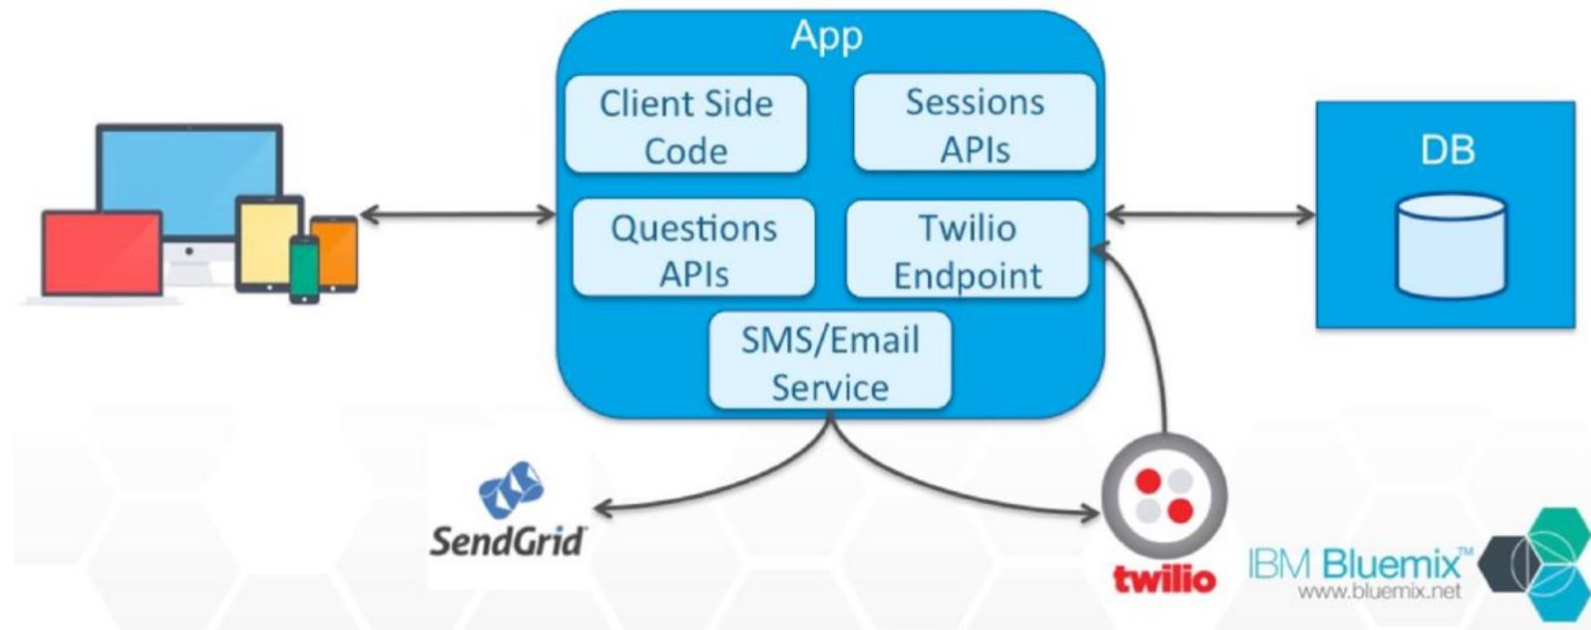 App
Client Side
Code
Sessions
APIs
Questions
APIs
Twilio
Endpoint
SMS/Email
Service
DB
SendGrid
twilio
IBM Bluemix™
www.bluemix.net